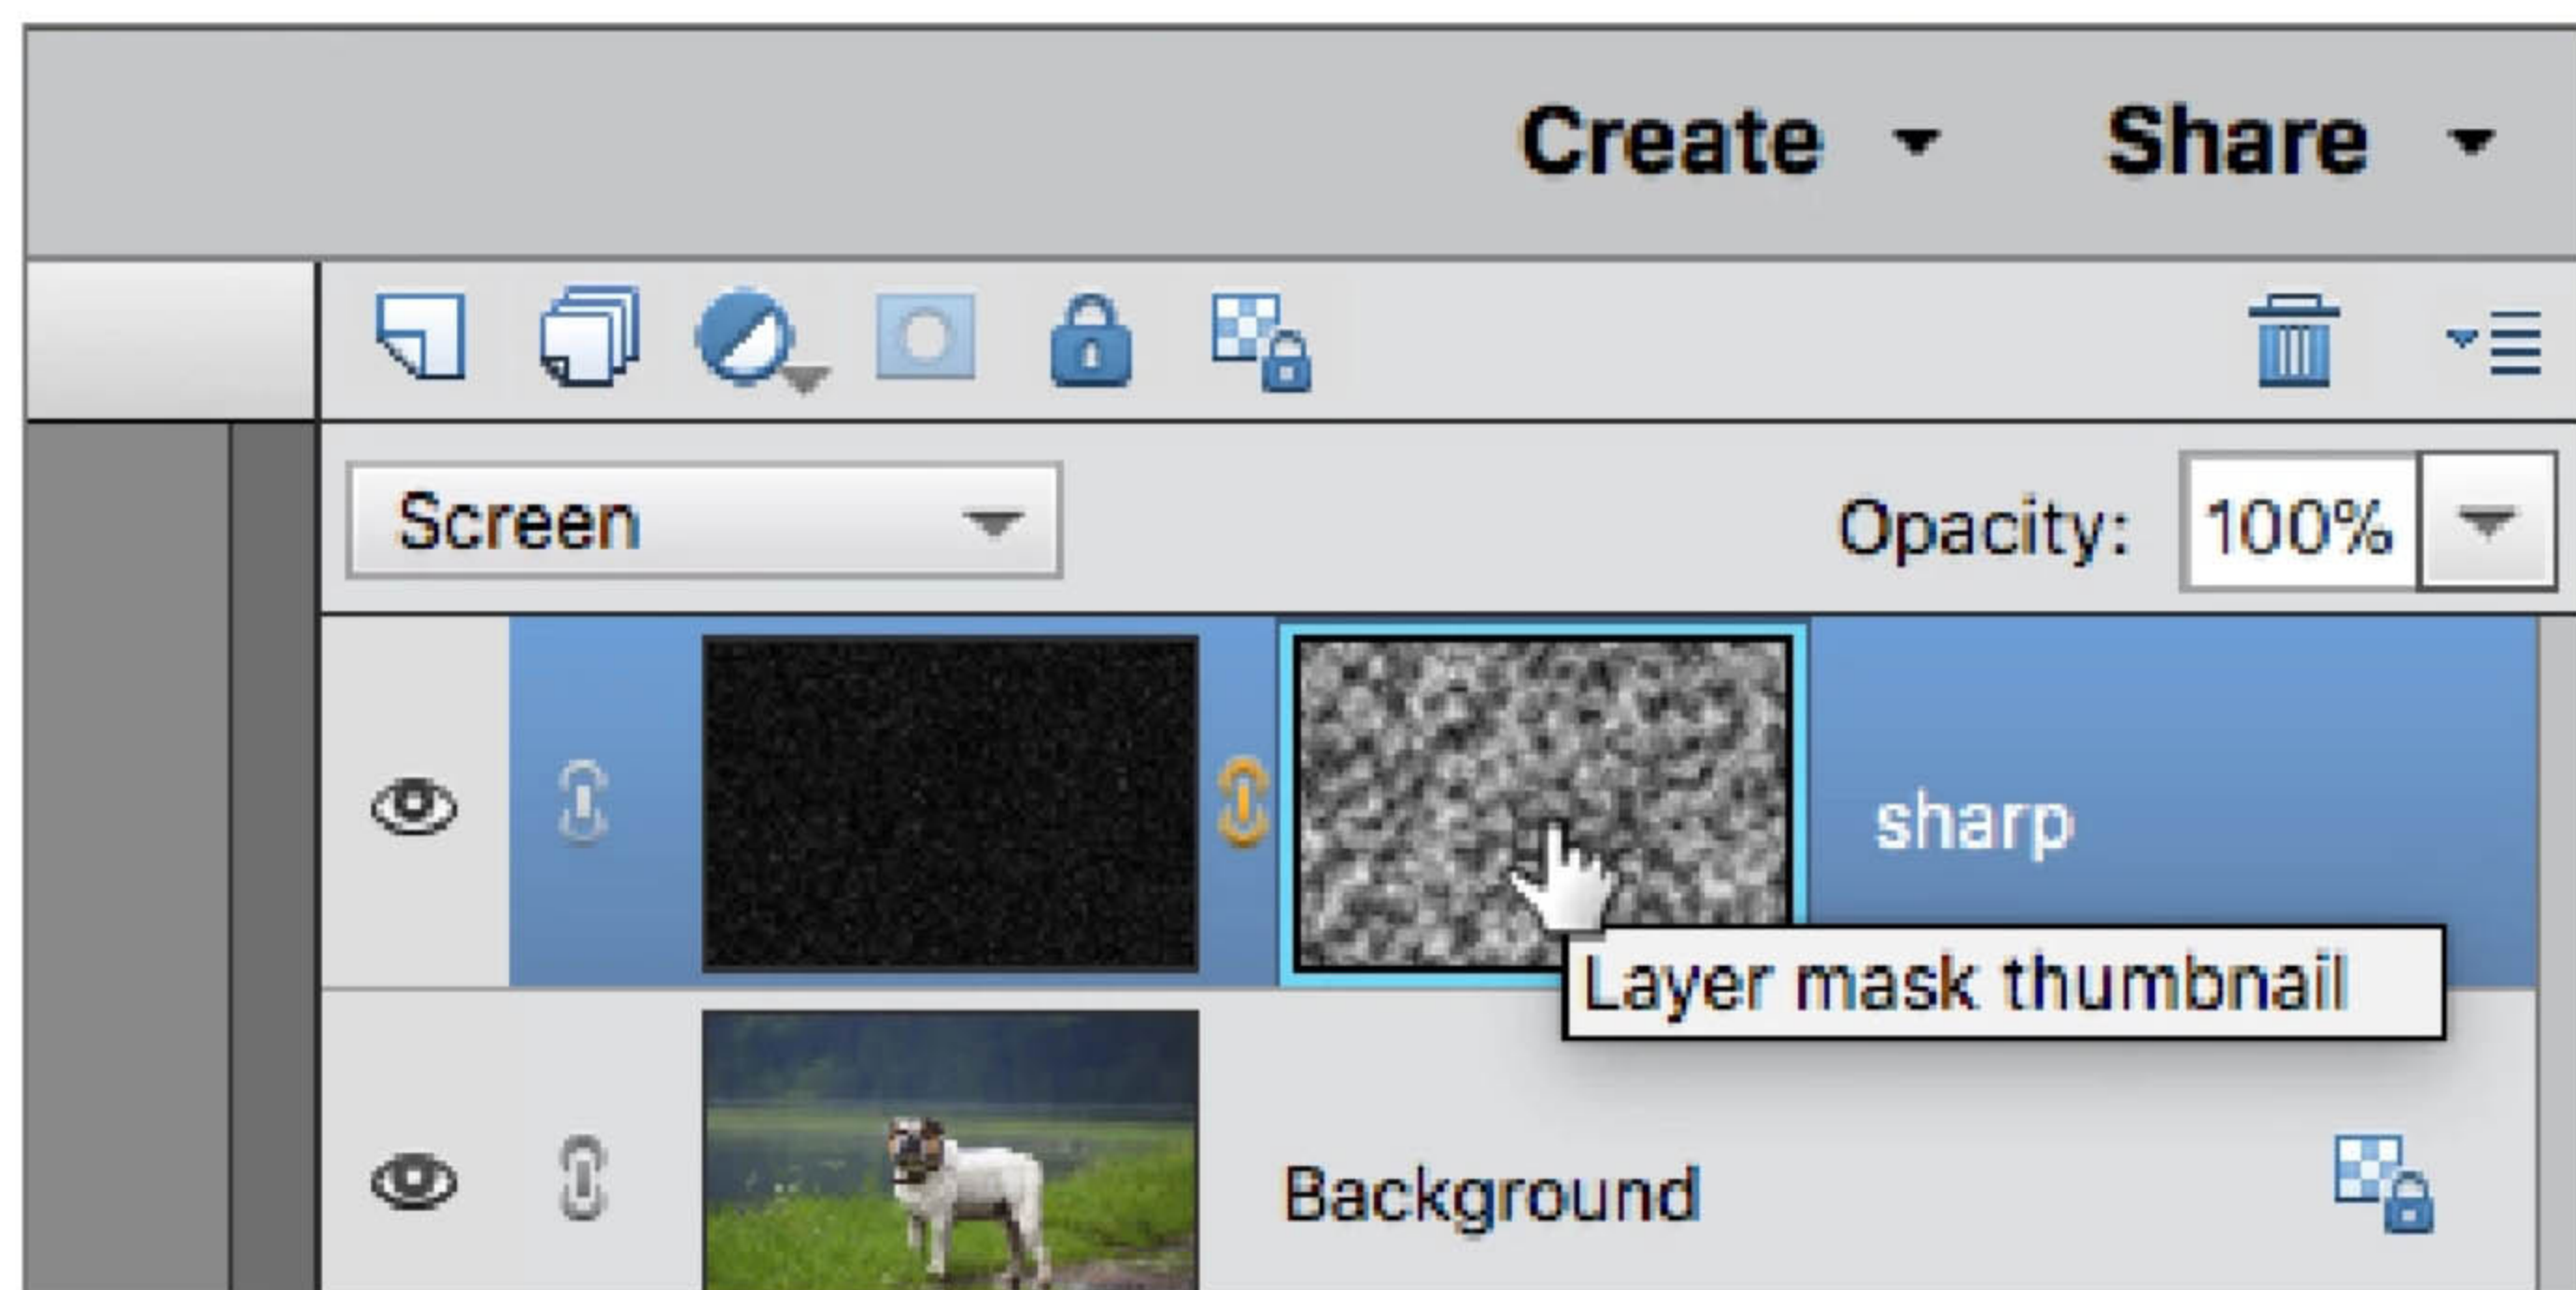 Create Share
Screen Opacity: 100%
sharp
Layer mask thumbnail
Background